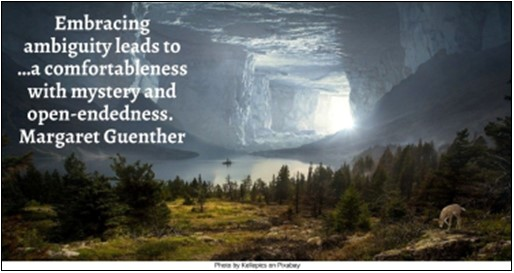 Embracing
ambiguity leads to
...a comfortableness
with mystery and
open-endedness.
Margaret Guenther
Photo by Kellepics on Pixabay